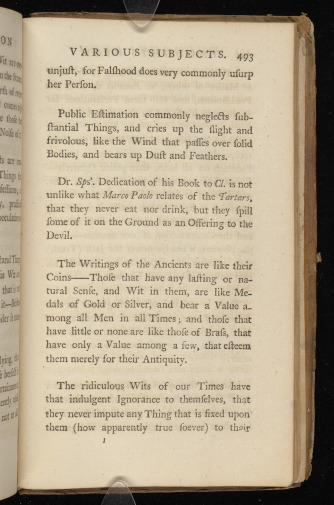 VARIOUS SUBJECTS. 493
unjuſt, for Falſhood does very commonly uſurp
her Perſon.
Public Eſtimation commonly neglects ſub-
ſtantial Things, and cries up the ſlight and
frivolous, like the Wind that paſſes over ſolid
Bodies, and bears up Duſt and Feathers.
Dr. Sps'. Dedication of his Book to Cl. is not
unlike what Marco Paolo relates of the Tartars,
that they never eat nor drink, but they ſpill
ſome of it on the Ground as an Offering to the
Devil.
The Writings of the Ancients are like their
Coins——Thoſe that have any laſting or na-
tural Senſe, and Wit in them, are like Me-
dals of Gold or Silver, and bear a Value a-
mong all Men in all Times; and thoſe that
have little or none are like thoſe of Braſs, that
have only a Value among a few, that eſteem
them merely for their Antiquity.
The ridiculous Wits of our Times have
that indulgent Ignorance to themſelves, that
they never impute any Thing that is fixed upon
them (how apparently true ſoever) to their
1